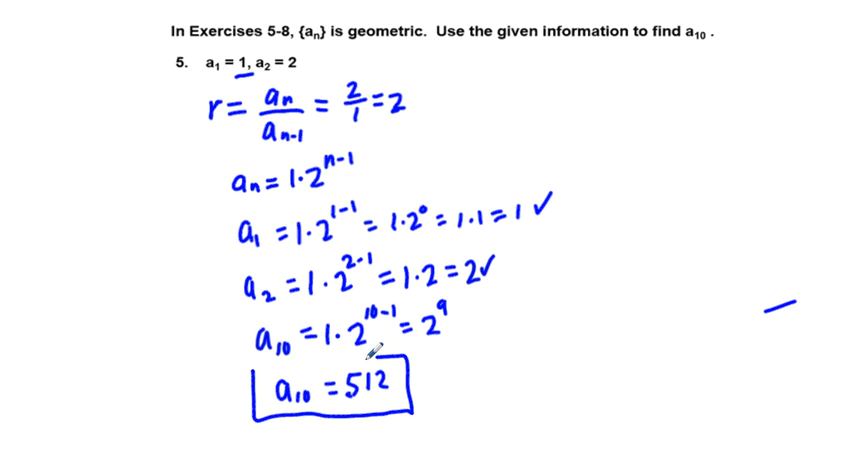 In Exercises 5-8, {aₙ} is geometric. Use the given information to find a₁₀ .
5. a₁ = 1, a₂ = 2
r = aₙ/aₙ₋₁ = 2/1 = 2
aₙ = 1·2ⁿ⁻¹
a₁ = 1·2¹⁻¹ = 1·2⁰ = 1·1 = 1 ✓
a₂ = 1·2²⁻¹ = 1·2 = 2 ✓
a₁₀ = 1·2¹⁰⁻¹ = 2⁹
a₁₀ = 512